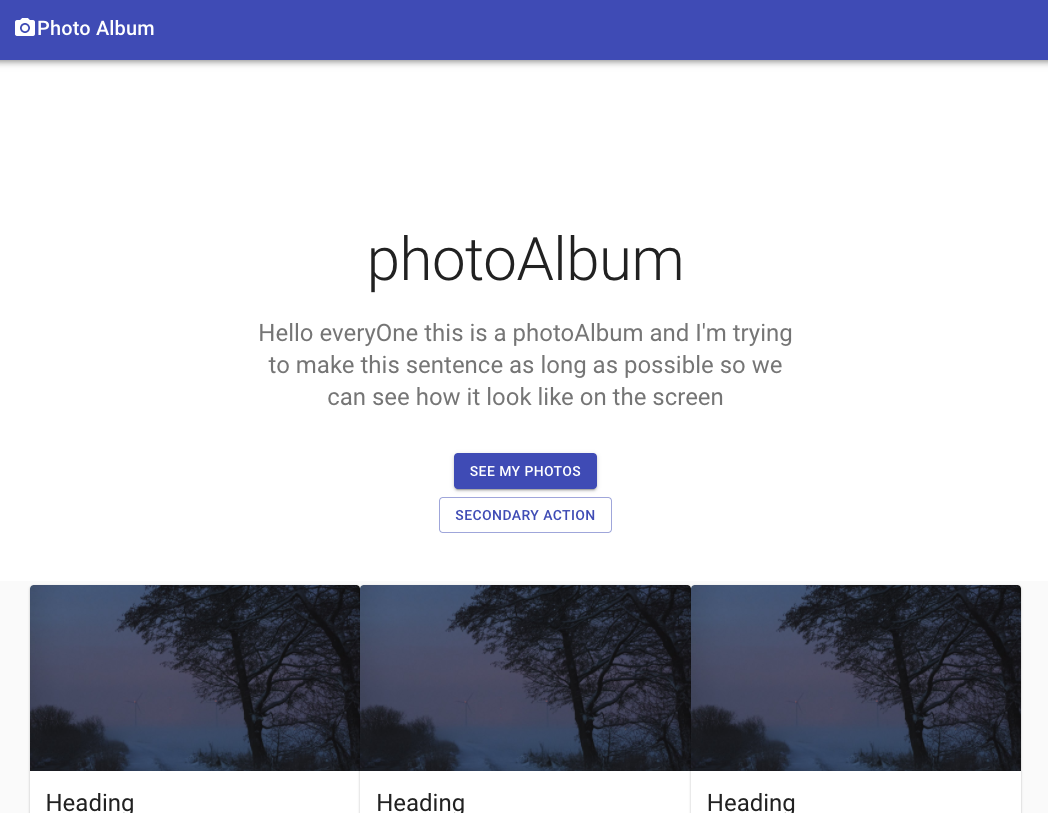 Photo Album
photoAlbum
Hello everyOne this is a photoAlbum and I'm trying
to make this sentence as long as possible so we
can see how it look like on the screen
SEE MY PHOTOS
SECONDARY ACTION
Heading
Heading
Heading